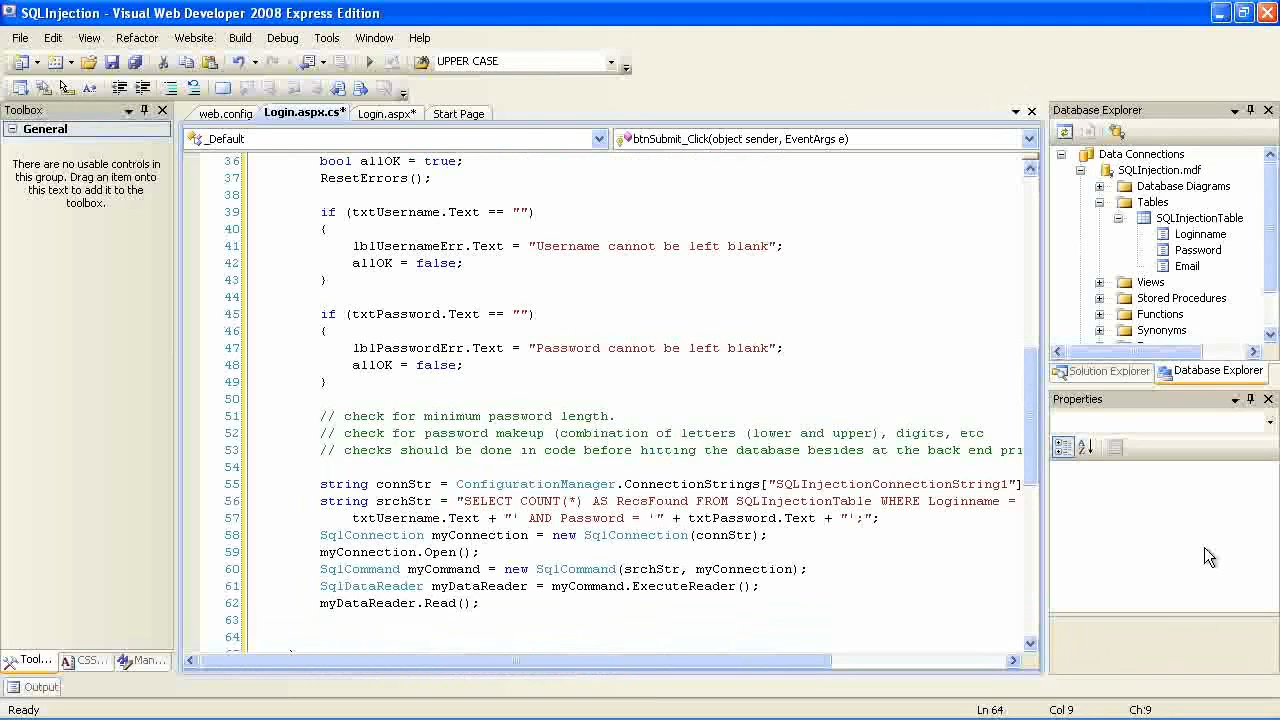 SQLInjection - Visual Web Developer 2008 Express Edition
File Edit View Refactor Website Build Debug Tools Window Help
UPPER CASE
Toolbox
General
There are no usable controls in
this group. Drag an item onto
this text to add it to the
toolbox.
Tool...
CSS...
Man...
web.config Login.aspx.cs* Login.aspx* Start Page
_Default btnSubmit_Click(object sender, EventArgs e)
36 bool allOK = true;
37 ResetErrors();
38
39 if (txtUsername.Text == "")
40 {
41 lblUsernameErr.Text = "Username cannot be left blank";
42 allOK = false;
43 }
44
45 if (txtPassword.Text == "")
46 {
47 lblPasswordErr.Text = "Password cannot be left blank";
48 allOK = false;
49 }
50
51 // check for minimum password length.
52 // check for password makeup (combination of letters (lower and upper), digits, etc
53 // checks should be done in code before hitting the database besides at the back end pri
54
55 string connStr = ConfigurationManager.ConnectionStrings["SQLInjectionConnectionString1"]
56 string srchStr = "SELECT COUNT(*) AS RecsFound FROM SQLInjectionTable WHERE Loginname =
57 txtUsername.Text + "' AND Password = '" + txtPassword.Text + "';";
58 SqlConnection myConnection = new SqlConnection(connStr);
59 myConnection.Open();
60 SqlCommand myCommand = new SqlCommand(srchStr, myConnection);
61 SqlDataReader myDataReader = myCommand.ExecuteReader();
62 myDataReader.Read();
63
64
Database Explorer
Data Connections
SQLInjection.mdf
Database Diagrams
Tables
SQLInjectionTable
Loginname
Password
Email
Views
Stored Procedures
Functions
Synonyms
Solution Explorer Database Explorer
Properties
Output
Ready Ln 64 Col 9 Ch:9